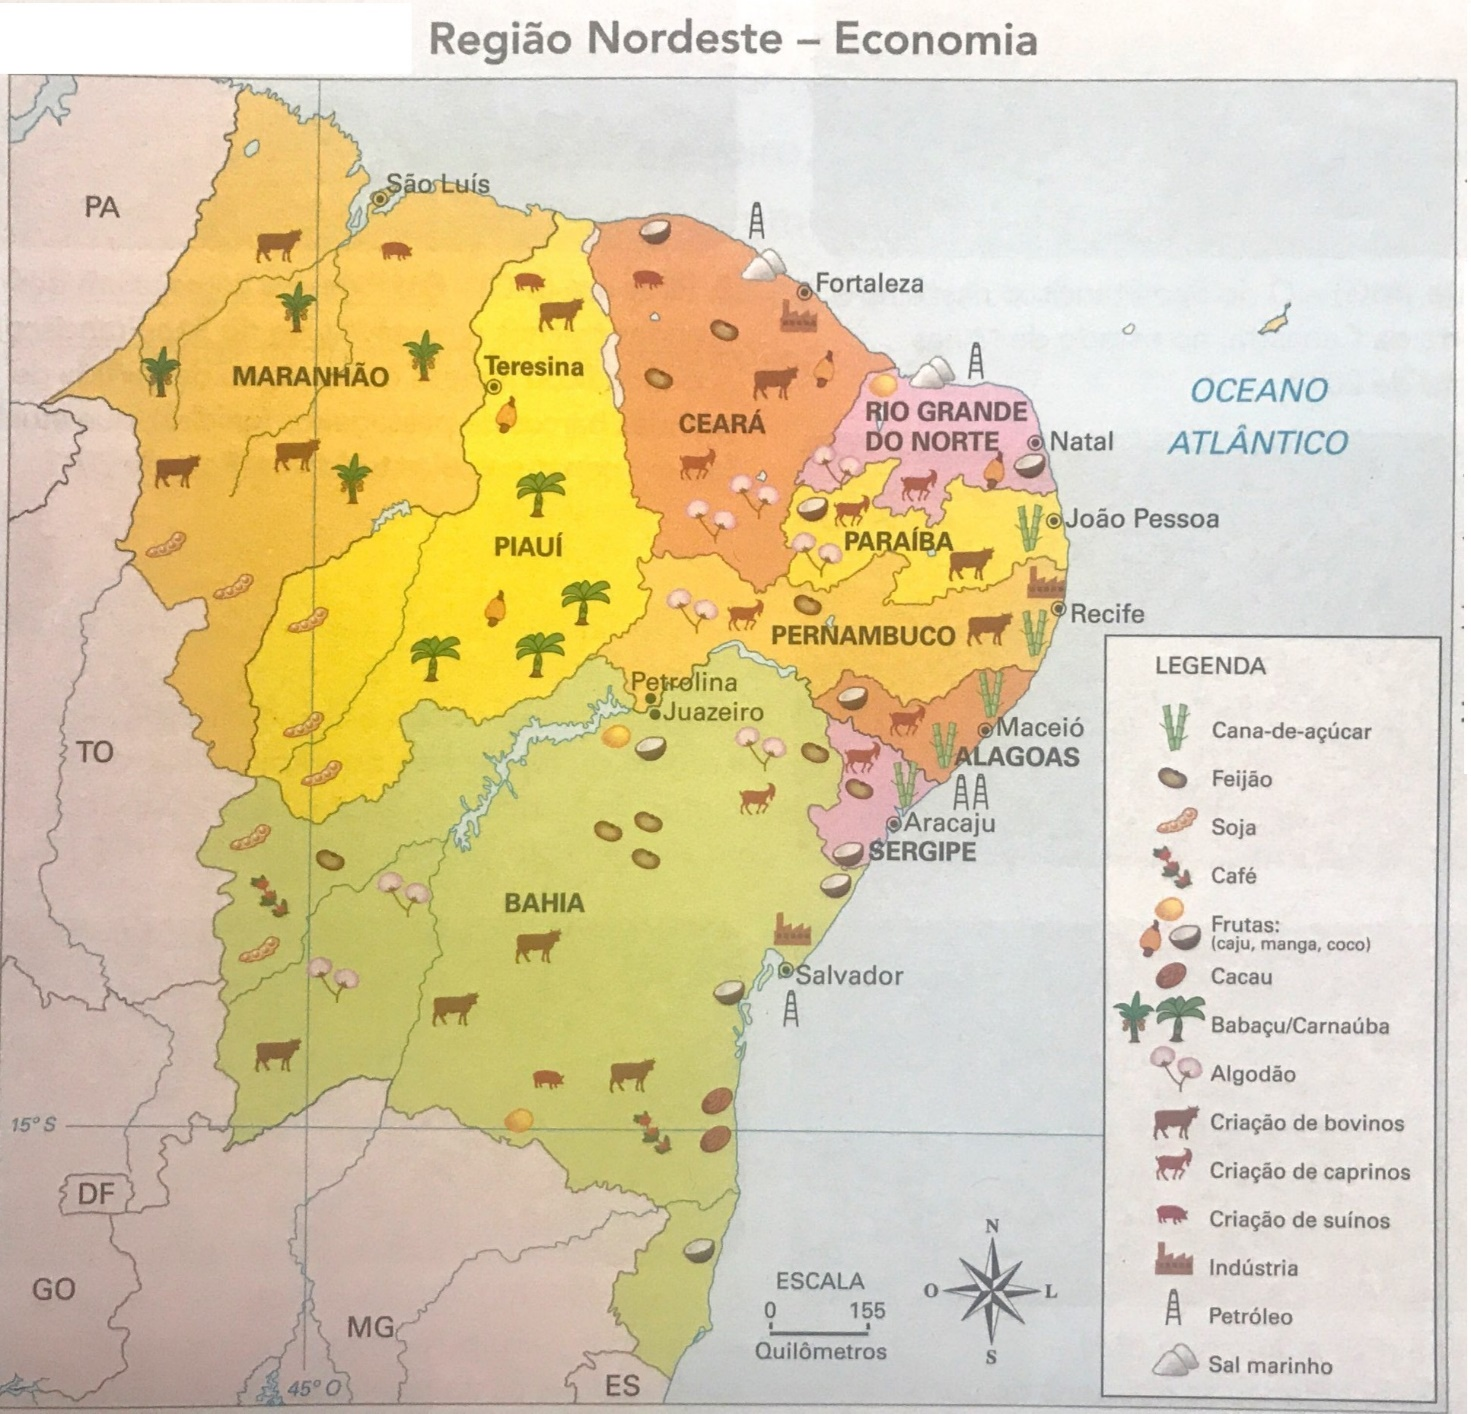 Região Nordeste – Economia
PA
São Luís
Fortaleza
MARANHÃO
Teresina
CEARÁ
RIO GRANDE
DO NORTE
Natal
OCEANO
ATLÂNTICO
João Pessoa
PIAUÍ
PARAÍBA
Recife
PERNAMBUCO
Petrolina
Juazeiro
TO
Maceió
ALAGOAS
Aracaju
SERGIPE
BAHIA
Salvador
15° S
DF
GO
MG
ES
45° O
ESCALA
0 155
Quilômetros
N
O L
S
LEGENDA
Cana-de-açúcar
Feijão
Soja
Café
Frutas:
(caju, manga, coco)
Cacau
Babaçu/Carnaúba
Algodão
Criação de bovinos
Criação de caprinos
Criação de suínos
Indústria
Petróleo
Sal marinho